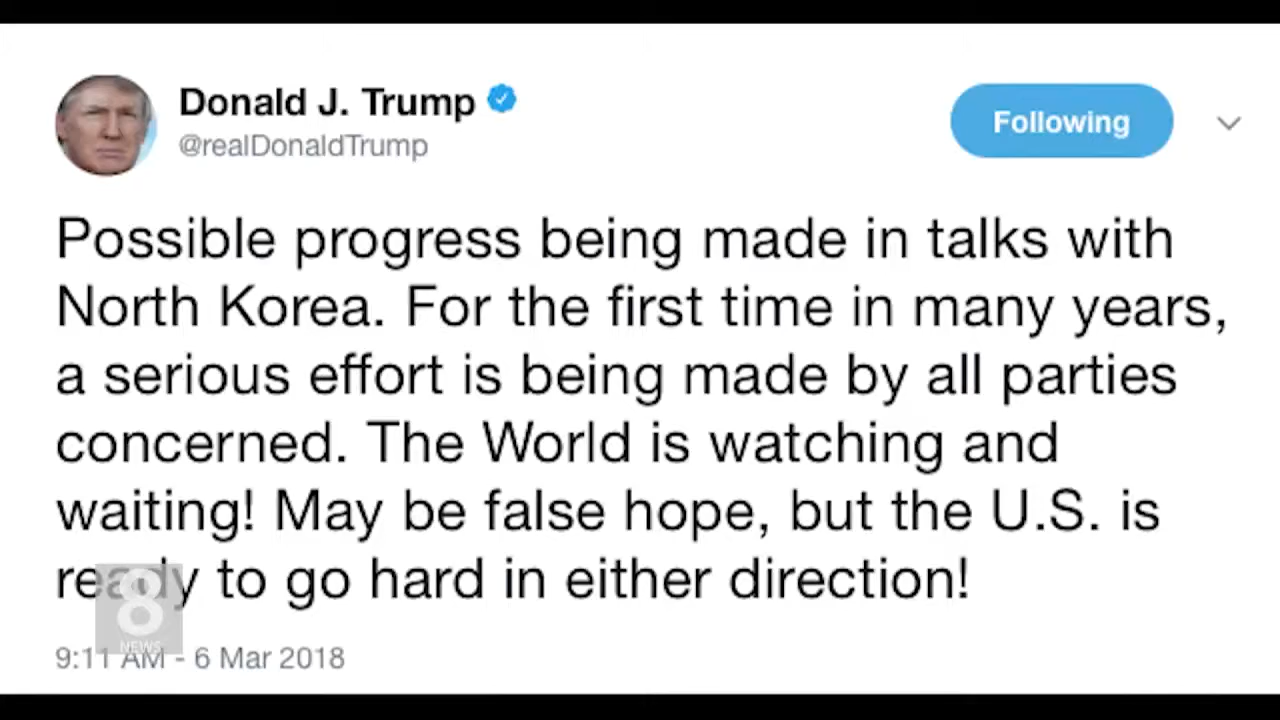 Donald J. Trump
@realDonaldTrump
Following
Possible progress being made in talks with
North Korea. For the first time in many years,
a serious effort is being made by all parties
concerned. The World is watching and
waiting! May be false hope, but the U.S. is
ready to go hard in either direction!
8
NEWS
9:11 AM - 6 Mar 2018